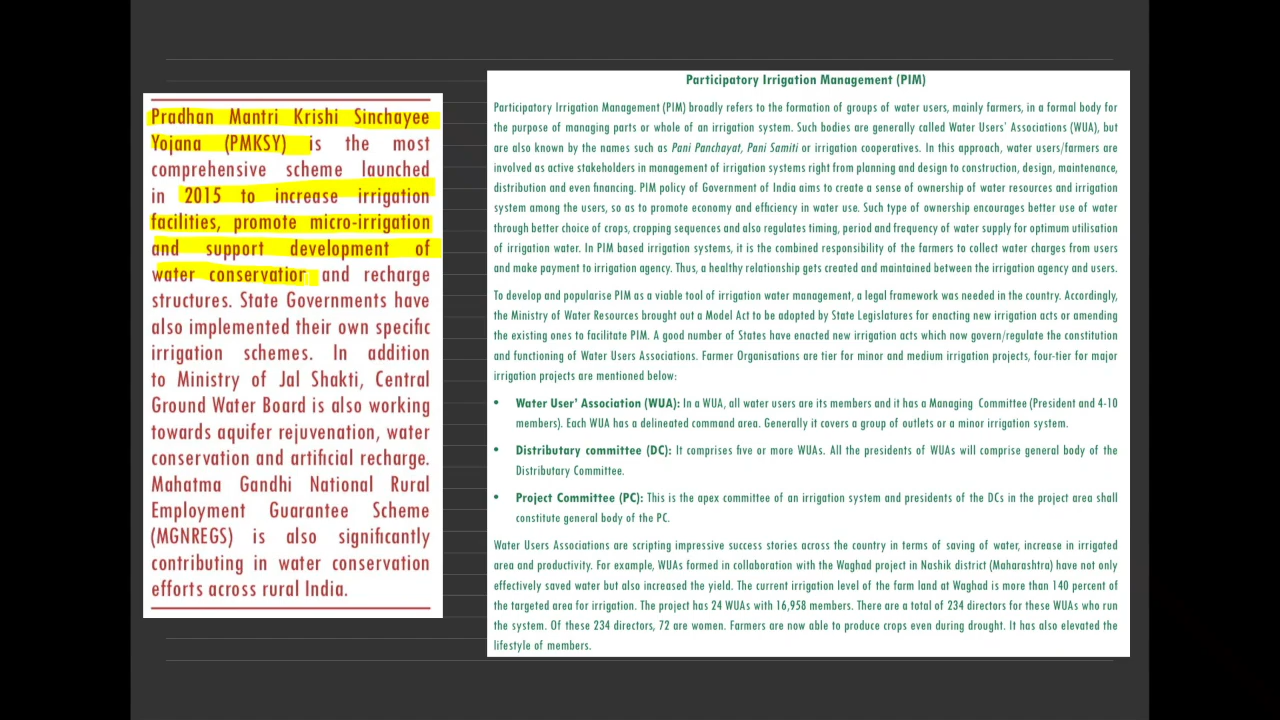 Pradhan Mantri Krishi Sinchayee
Yojana (PMKSY) is the most
comprehensive scheme launched
in 2015 to increase irrigation
facilities, promote micro-irrigation
and support development of
water conservation and recharge
structures. State Governments have
also implemented their own specific
irrigation schemes. In addition
to Ministry of Jal Shakti, Central
Ground Water Board is also working
towards aquifer rejuvenation, water
conservation and artificial recharge.
Mahatma Gandhi National Rural
Employment Guarantee Scheme
(MGNREGS) is also significantly
contributing in water conservation
efforts across rural India.
Participatory Irrigation Management (PIM)
Participatory Irrigation Management (PIM) broadly refers to the formation of groups of water users, mainly farmers, in a formal body for
the purpose of managing parts or whole of an irrigation system. Such bodies are generally called Water Users' Associations (WUA), but
are also known by the names such as Pani Panchayat, Pani Samiti or irrigation cooperatives. In this approach, water users/farmers are
involved as active stakeholders in management of irrigation systems right from planning and design to construction, design, maintenance,
distribution and even financing. PIM policy of Government of India aims to create a sense of ownership of water resources and irrigation
system among the users, so as to promote economy and efficiency in water use. Such type of ownership encourages better use of water
through better choice of crops, cropping sequences and also regulates timing, period and frequency of water supply for optimum utilisation
of irrigation water. In PIM based irrigation systems, it is the combined responsibility of the farmers to collect water charges from users
and make payment to irrigation agency. Thus, a healthy relationship gets created and maintained between the irrigation agency and users.
To develop and popularise PIM as a viable tool of irrigation water management, a legal framework was needed in the country. Accordingly,
the Ministry of Water Resources brought out a Model Act to be adopted by State Legislatures for enacting new irrigation acts or amending
the existing ones to facilitate PIM. A good number of States have enacted new irrigation acts which now govern/regulate the constitution
and functioning of Water Users Associations. Farmer Organisations are tier for minor and medium irrigation projects, four-tier for major
irrigation projects are mentioned below:
• Water User' Association (WUA): In a WUA, all water users are its members and it has a Managing Committee (President and 4-10
members). Each WUA has a delineated command area. Generally it covers a group of outlets or a minor irrigation system.
• Distributary committee (DC): It comprises five or more WUAs. All the presidents of WUAs will comprise general body of the
Distributary Committee.
• Project Committee (PC): This is the apex committee of an irrigation system and presidents of the DCs in the project area shall
constitute general body of the PC.
Water Users Associations are scripting impressive success stories across the country in terms of saving of water, increase in irrigated
area and productivity. For example, WUAs formed in collaboration with the Waghad project in Nashik district (Maharashtra) have not only
effectively saved water but also increased the yield. The current irrigation level of the farm land at Waghad is more than 140 percent of
the targeted area for irrigation. The project has 24 WUAs with 16,958 members. There are a total of 234 directors for these WUAs who run
the system. Of these 234 directors, 72 are women. Farmers are now able to produce crops even during drought. It has also elevated the
lifestyle of members.